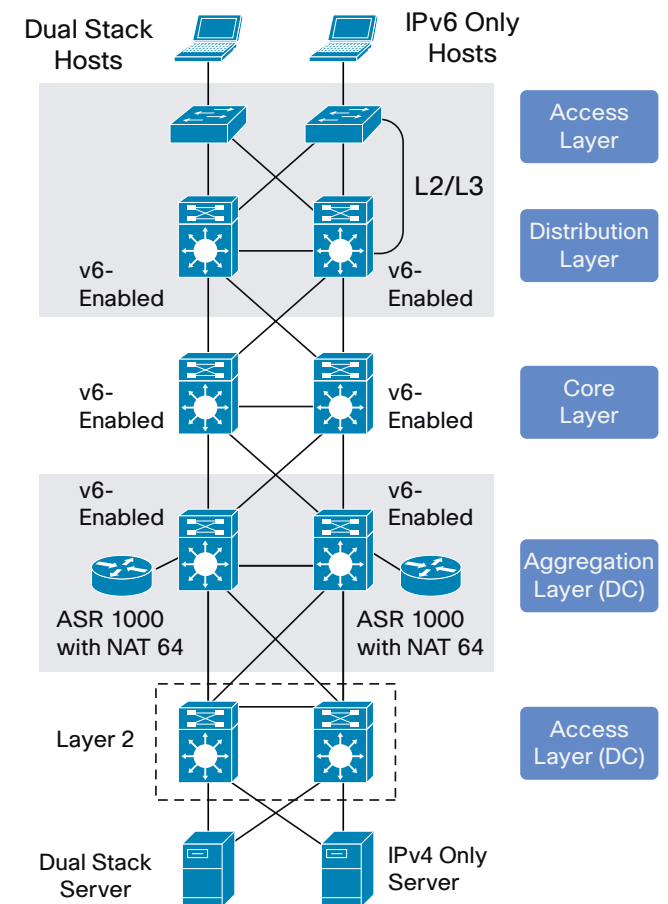 Dual Stack
Hosts
IPv6 Only
Hosts
Access
Layer
L2/L3
Distribution
Layer
v6-
Enabled
v6-
Enabled
v6-
Enabled
v6-
Enabled
Core
Layer
v6-
Enabled
v6-
Enabled
Aggregation
Layer (DC)
ASR 1000
with NAT 64
ASR 1000
with NAT 64
Layer 2
Access
Layer (DC)
Dual Stack
Server
IPv4 Only
Server